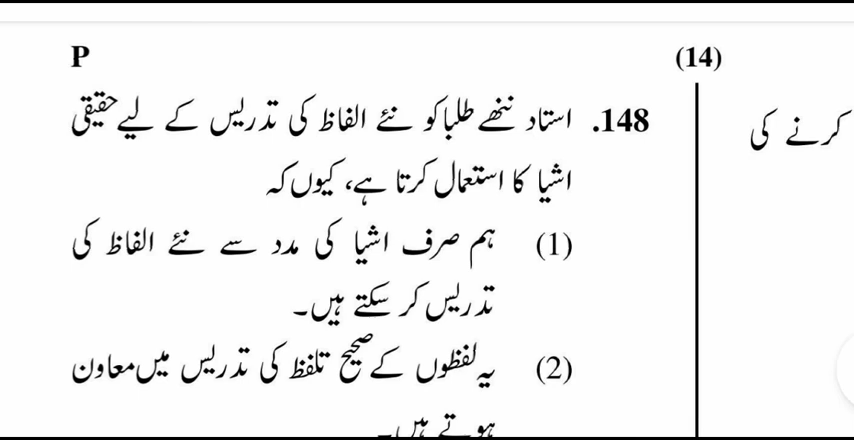 P (14)
148. استاد ننھے طلبا کو نئے الفاظ کی تدریس کے لیے حقیقی
اشیا کا استعمال کرتا ہے، کیوں کہ
(1) ہم صرف اشیا کی مدد سے نئے الفاظ کی
تدریس کر سکتے ہیں۔
(2) یہ لفظوں کے صحیح تلفظ کی تدریس میں معاون
ہوتے ہیں۔
کرنے کی